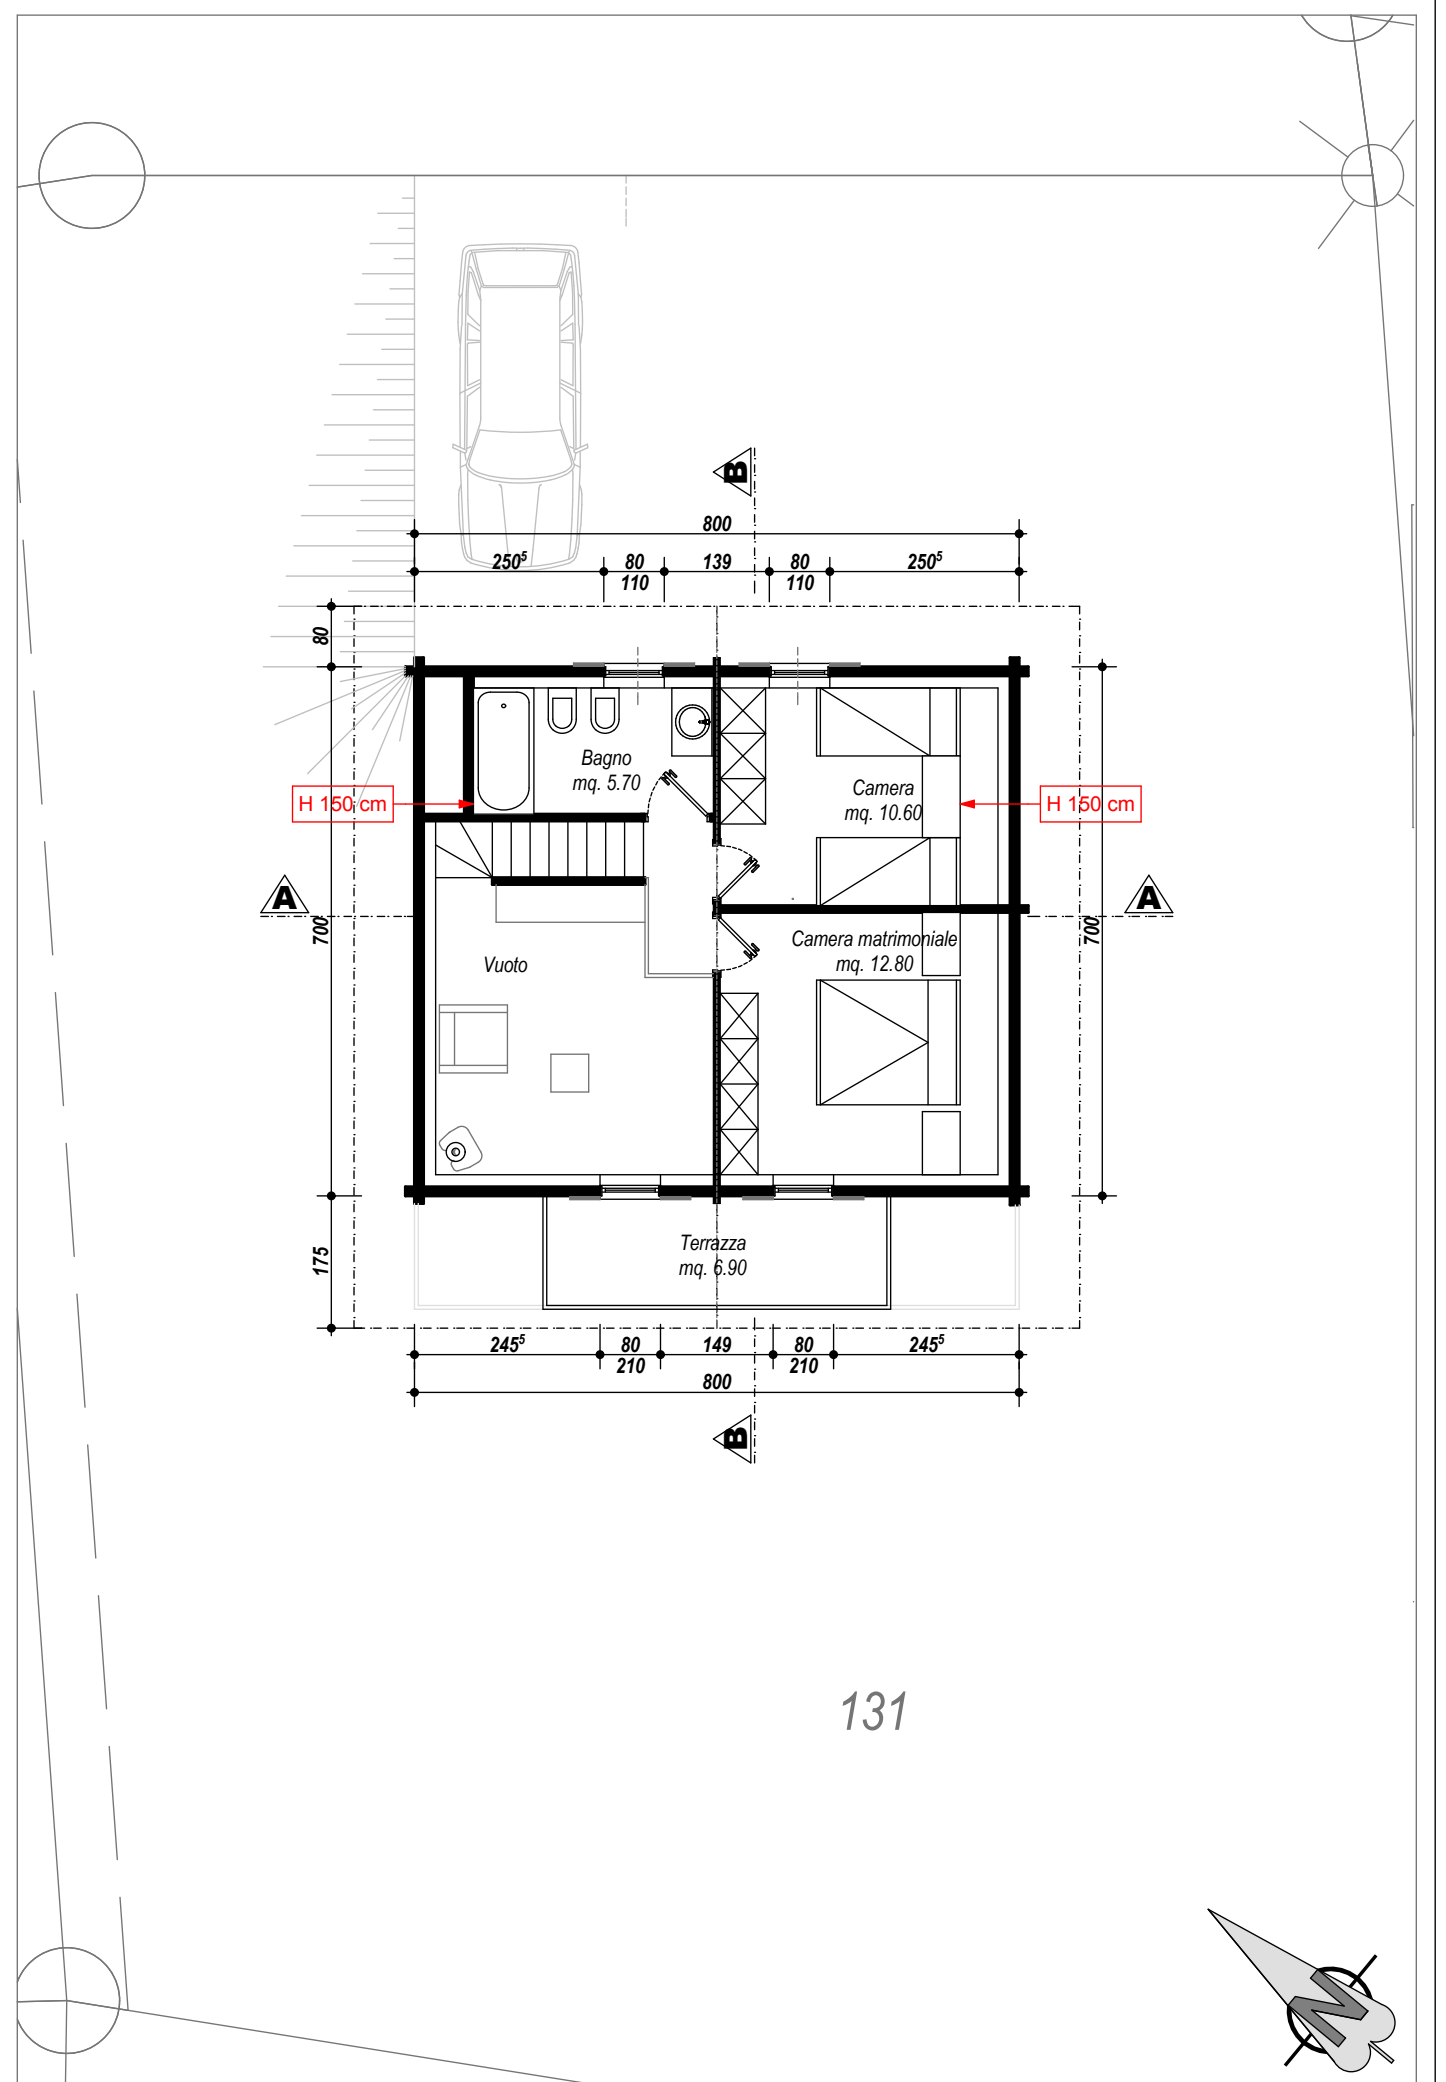 B
800
250⁵ 80 139 80 250⁵
110 110
80
Bagno
mq. 5.70
Camera
mq. 10.60
H 150 cm
H 150 cm
A
A
700
700
Camera matrimoniale
mq. 12.80
Vuoto
Terrazza
mq. 6.90
175
245⁵ 80 149 80 245⁵
210 210
800
B
131
N